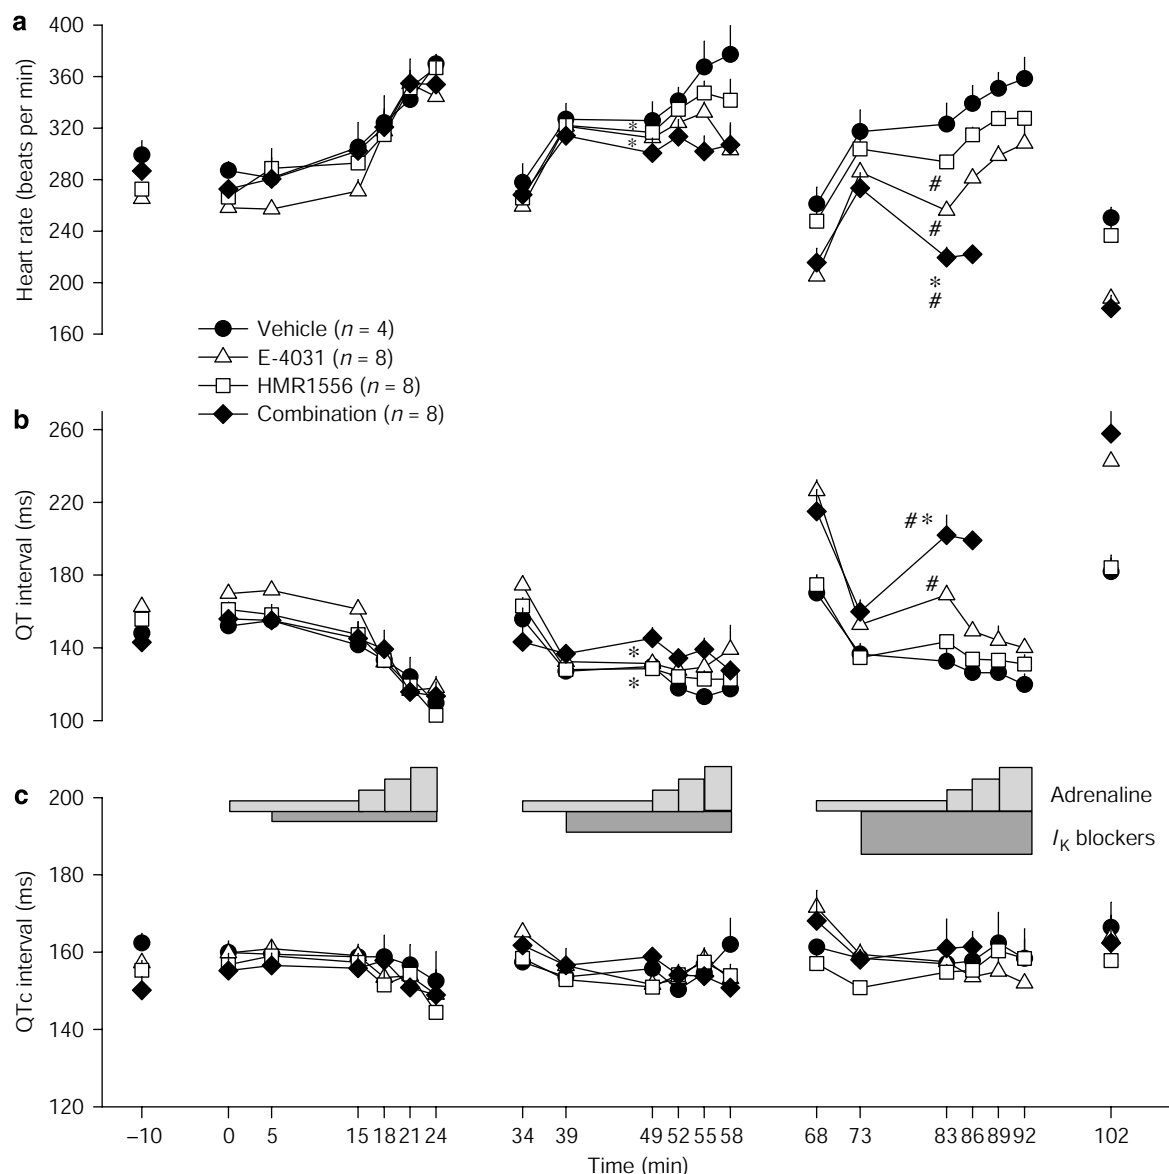 a
Heart rate (beats per min)
400
360
320
280
240
200
160
*
*
#
#
*
#
Vehicle (n = 4)
E-4031 (n = 8)
HMR1556 (n = 8)
Combination (n = 8)
b
QT interval (ms)
260
220
180
140
100
*
*
# *
#
c
QTc interval (ms)
200
180
160
140
120
Adrenaline
IK blockers
–10 0 5 15 18 21 24 34 39 49 52 55 58 68 73 83 86 89 92 102
Time (min)